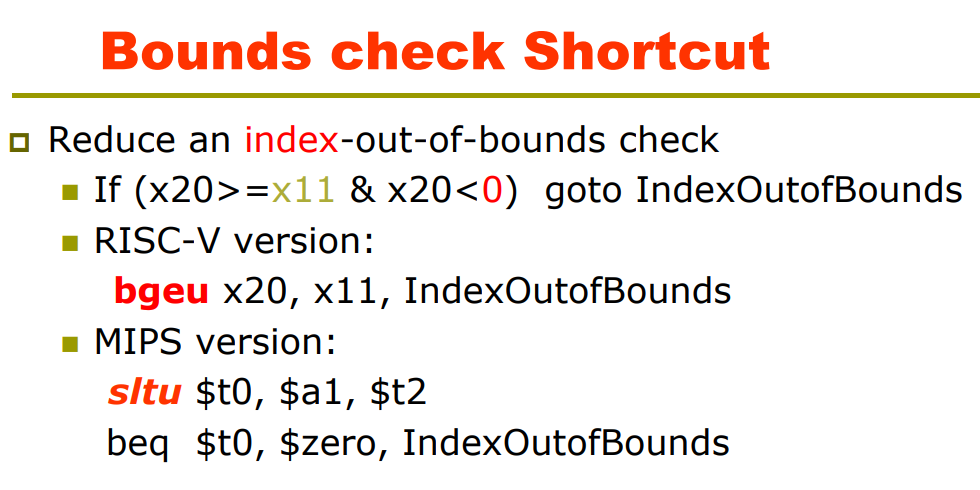 Bounds check Shortcut
Reduce an index-out-of-bounds check
If (x20>=x11 & x20<0) goto IndexOutofBounds
RISC-V version:
bgeu x20, x11, IndexOutofBounds
MIPS version:
sltu $t0, $a1, $t2
beq $t0, $zero, IndexOutofBounds